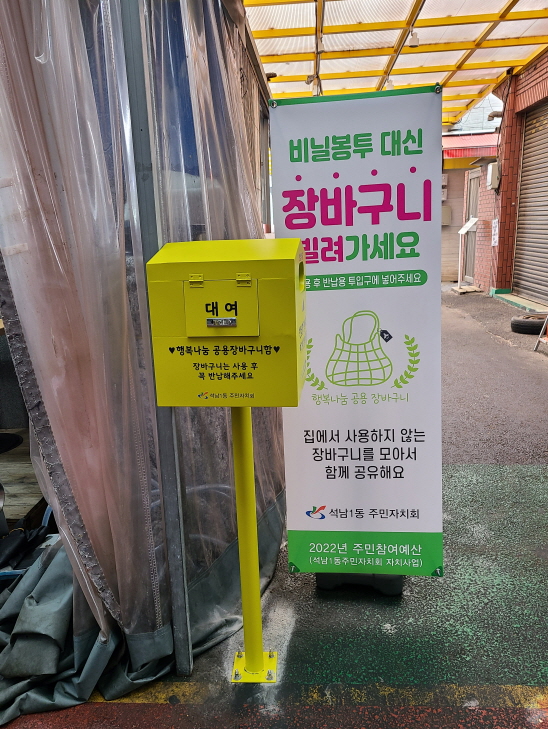 비닐봉투 대신
장바구니
빌려가세요
용 후 반납용 투입구에 넣어주세요
행복나눔 공용 장바구니
집에서 사용하지 않는
장바구니를 모아서
함께 공유해요
석남1동 주민자치회
2022년 주민참여예산
(석남1동주민자치회 자치사업)
대여
♥행복나눔 공용장바구니함♥
장바구니는 사용 후
꼭 반납해주세요
석남1동 주민자치회